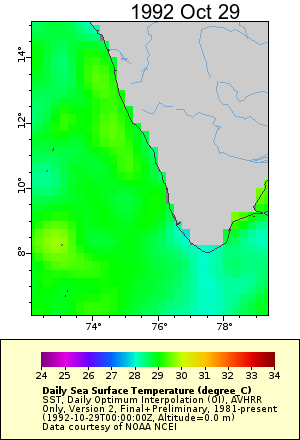 1992 Oct 29
14°
12°
10°
8°
74° 76° 78°
24 25 26 27 28 29 30 31 32 33 34
Daily Sea Surface Temperature (degree_C)
SST, Daily Optimum Interpolation (OI), AVHRR
Only, Version 2, Final+Preliminary, 1981-present
(1992-10-29T00:00:00Z, Altitude=0.0 m)
Data courtesy of NOAA NCEI